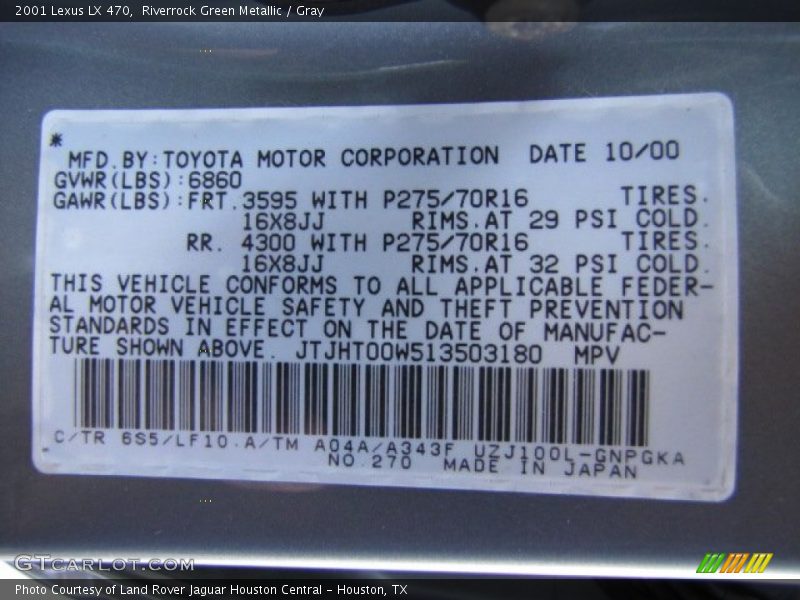 2001 Lexus LX 470, Riverrock Green Metallic / Gray
*
MFD.BY:TOYOTA MOTOR CORPORATION DATE 10/00
GVWR(LBS):6860
GAWR(LBS):FRT.3595 WITH P275/70R16 TIRES.
16X8JJ RIMS.AT 29 PSI COLD.
RR. 4300 WITH P275/70R16 TIRES.
16X8JJ RIMS.AT 32 PSI COLD.
THIS VEHICLE CONFORMS TO ALL APPLICABLE FEDER-
AL MOTOR VEHICLE SAFETY AND THEFT PREVENTION
STANDARDS IN EFFECT ON THE DATE OF MANUFAC-
TURE SHOWN ABOVE. JTJHT00W513503180 MPV
C/TR 6S5/LF10.A/TM A04A/A343F UZJ100L-GNPGKA
NO.270 MADE IN JAPAN
GTCARLOT.COM
Photo Courtesy of Land Rover Jaguar Houston Central - Houston, TX